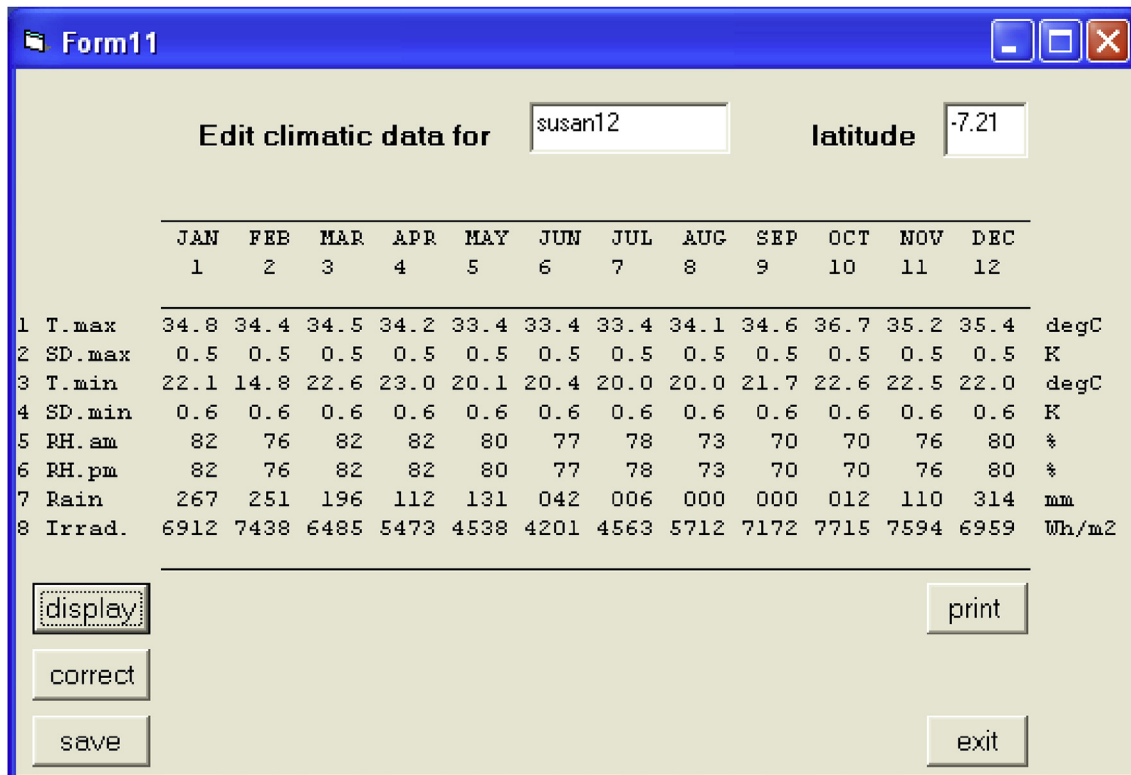 Form11
Edit climatic data for susan12 latitude -7.21
JAN FEB MAR APR MAY JUN JUL AUG SEP OCT NOV DEC
1 2 3 4 5 6 7 8 9 10 11 12
1 T.max 34.8 34.4 34.5 34.2 33.4 33.4 33.4 34.1 34.6 36.7 35.2 35.4 degC
2 SD.max 0.5 0.5 0.5 0.5 0.5 0.5 0.5 0.5 0.5 0.5 0.5 0.5 K
3 T.min 22.1 14.8 22.6 23.0 20.1 20.4 20.0 20.0 21.7 22.6 22.5 22.0 degC
4 SD.min 0.6 0.6 0.6 0.6 0.6 0.6 0.6 0.6 0.6 0.6 0.6 0.6 K
5 RH.am 82 76 82 82 80 77 78 73 70 70 76 80 %
6 RH.pm 82 76 82 82 80 77 78 73 70 70 76 80 %
7 Rain 267 251 196 112 131 042 006 000 000 012 110 314 mm
8 Irrad. 6912 7438 6485 5473 4538 4201 4563 5712 7172 7715 7594 6959 Wh/m2
display print
correct
save exit